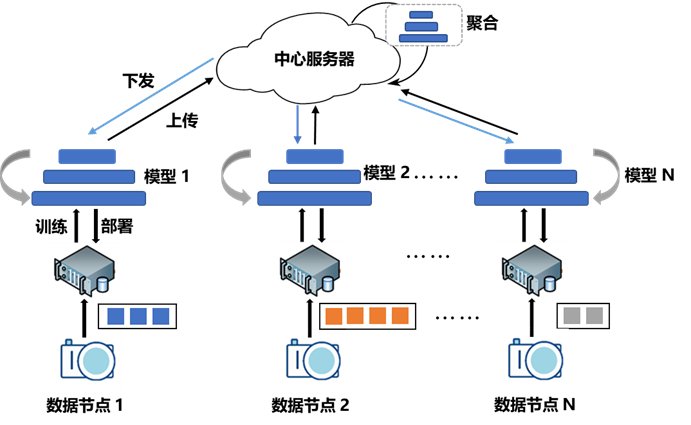 聚合
中心服务器
下发
上传
模型 1
模型 2
……
模型 N
训练
部署
……
……
数据节点 1
数据节点 2
数据节点 N